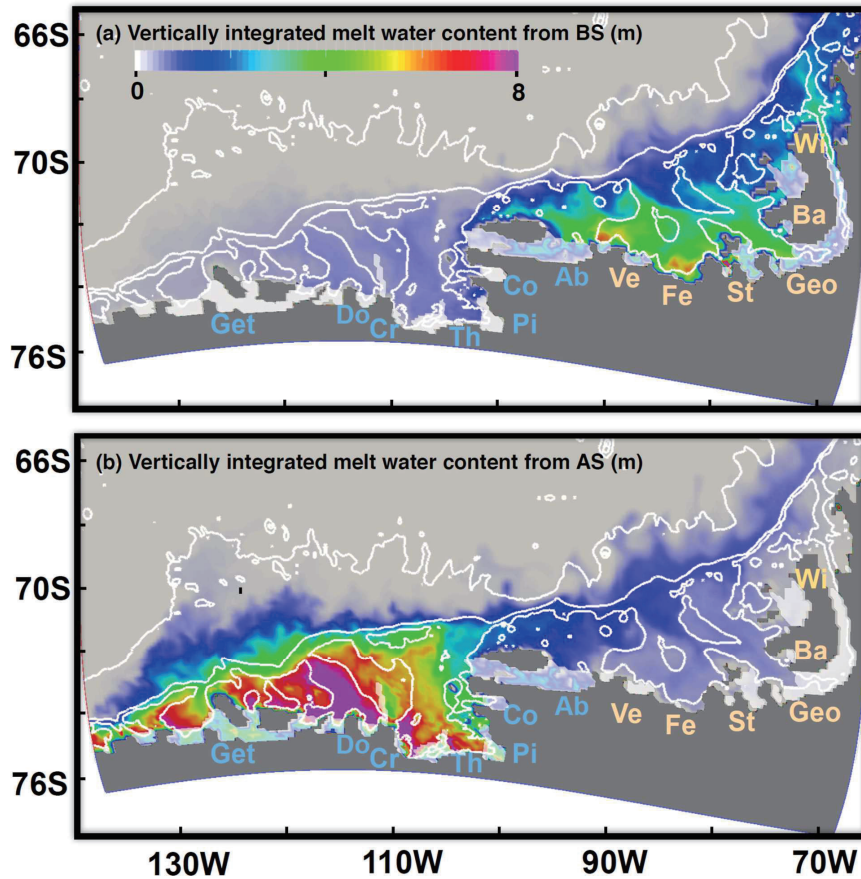 66S
(a) Vertically integrated melt water content from BS (m)
0 8
70S
Wi
Ba
Co Ab Ve Fe St Geo
Get Do Cr Th Pi
76S
66S
(b) Vertically integrated melt water content from AS (m)
70S
Wi
Ba
Co Ab Ve Fe St Geo
Get Do Cr Th Pi
76S
130W 110W 90W 70W